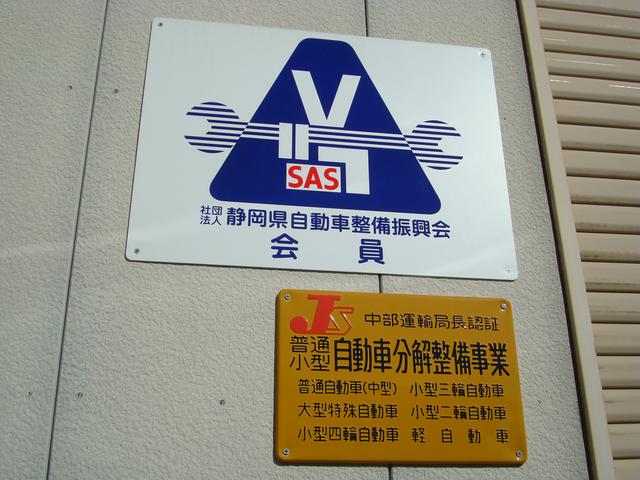 SAS
社団法人 静岡県自動車整備振興会
会員
JS 中部運輸局長認証
普通小型 自動車分解整備事業
普通自動車(中型) 小型三輪自動車
大型特殊自動車 小型二輪自動車
小型四輪自動車 軽自動車